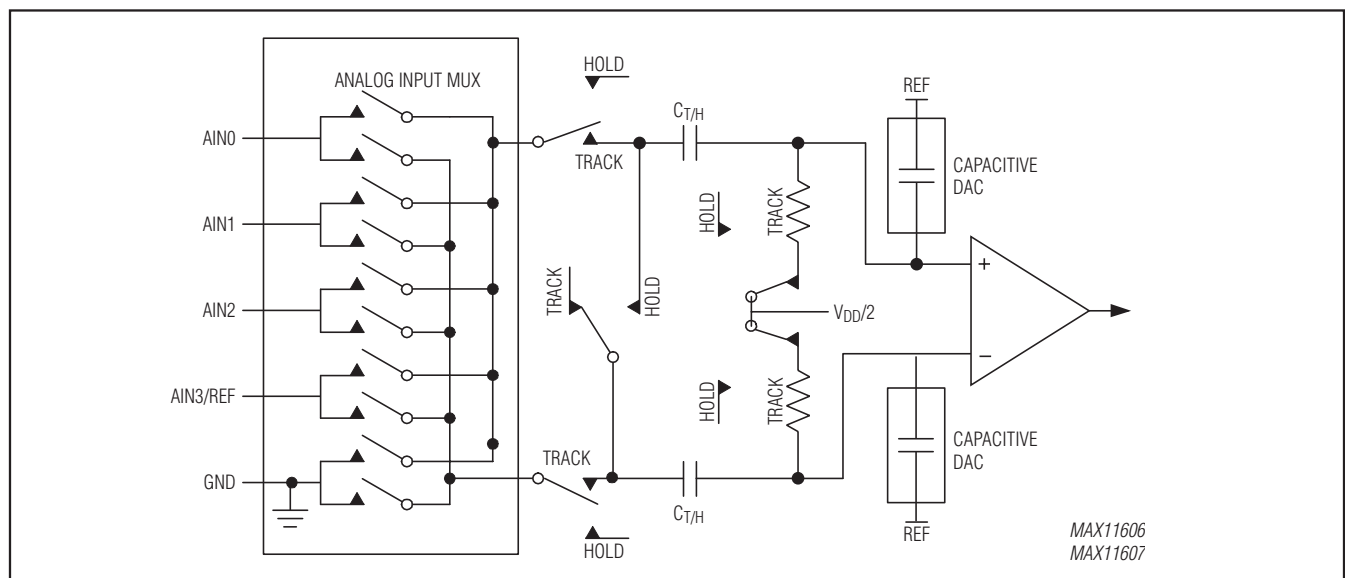 ANALOG INPUT MUX
AIN0
AIN1
AIN2
AIN3/REF
GND
HOLD
TRACK
CT/H
HOLD
TRACK
TRACK
HOLD
VDD/2
HOLD
TRACK
TRACK
HOLD
CT/H
REF
CAPACITIVE
DAC
+
−
CAPACITIVE
DAC
REF
MAX11606
MAX11607